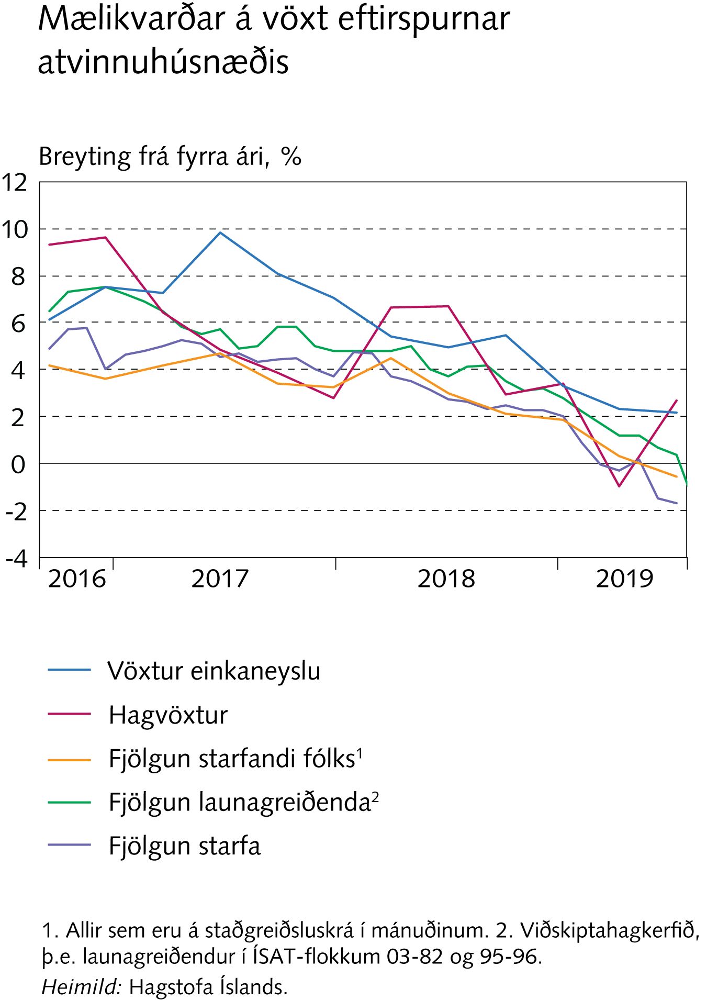 Mælikvarðar á vöxt eftirspurnar
atvinnuhúsnæðis
Breyting frá fyrra ári, %
12
10
8
6
4
2
0
-2
-4
2016 2017 2018 2019
Vöxtur einkaneyslu
Hagvöxtur
Fjölgun starfandi fólks¹
Fjölgun launagreiðenda²
Fjölgun starfa
1. Allir sem eru á staðgreiðsluskrá í mánuðinum. 2. Viðskiptahagkerfið,
þ.e. launagreiðendur í ÍSAT-flokkum 03-82 og 95-96.
Heimild: Hagstofa Íslands.